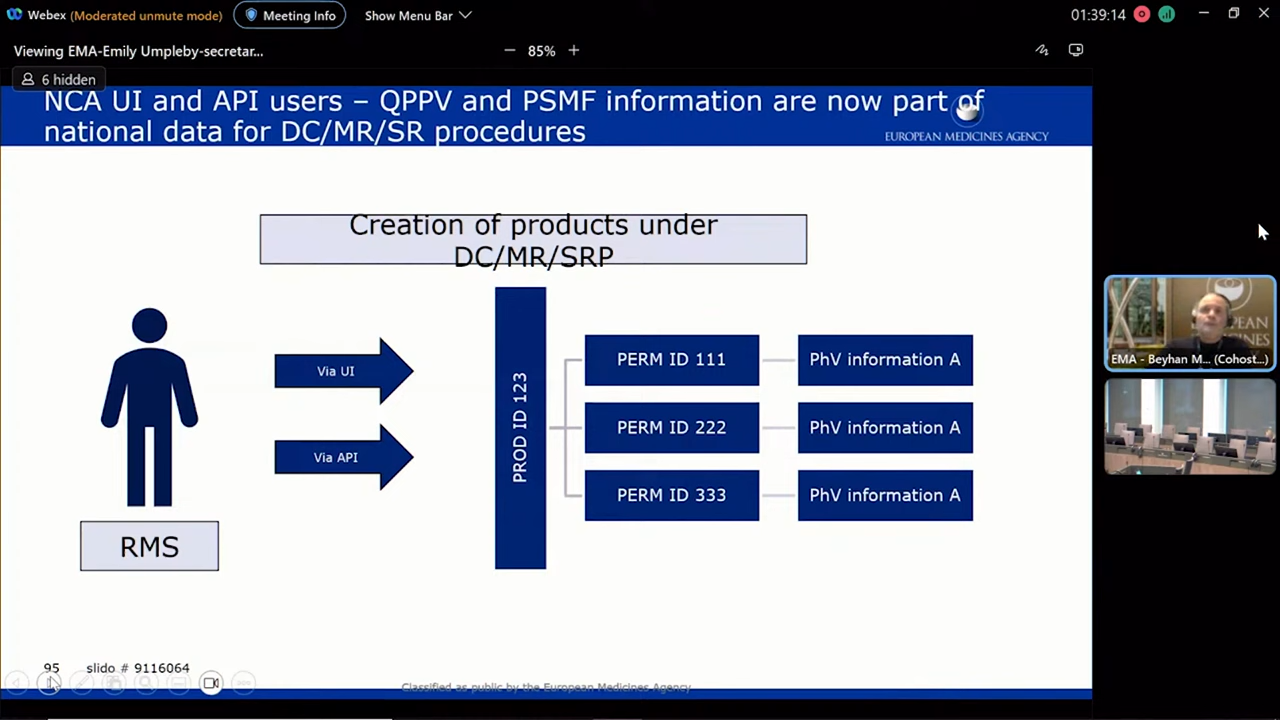 Webex (Moderated unmute mode) Meeting Info Show Menu Bar 01:39:14
Viewing EMA-Emily Umpleby-secretar... 85%
6 hidden
NCA UI and API users – QPPV and PSMF information are now part of
national data for DC/MR/SR procedures
EUROPEAN MEDICINES AGENCY
Creation of products under
DC/MR/SRP
Via UI
Via API
RMS
PROD ID 123
PERM ID 111 PhV information A
PERM ID 222 PhV information A
PERM ID 333 PhV information A
EMA - Beyhan M... (Cohost...)
95 slido # 9116064
Classified as public by the European Medicines Agency